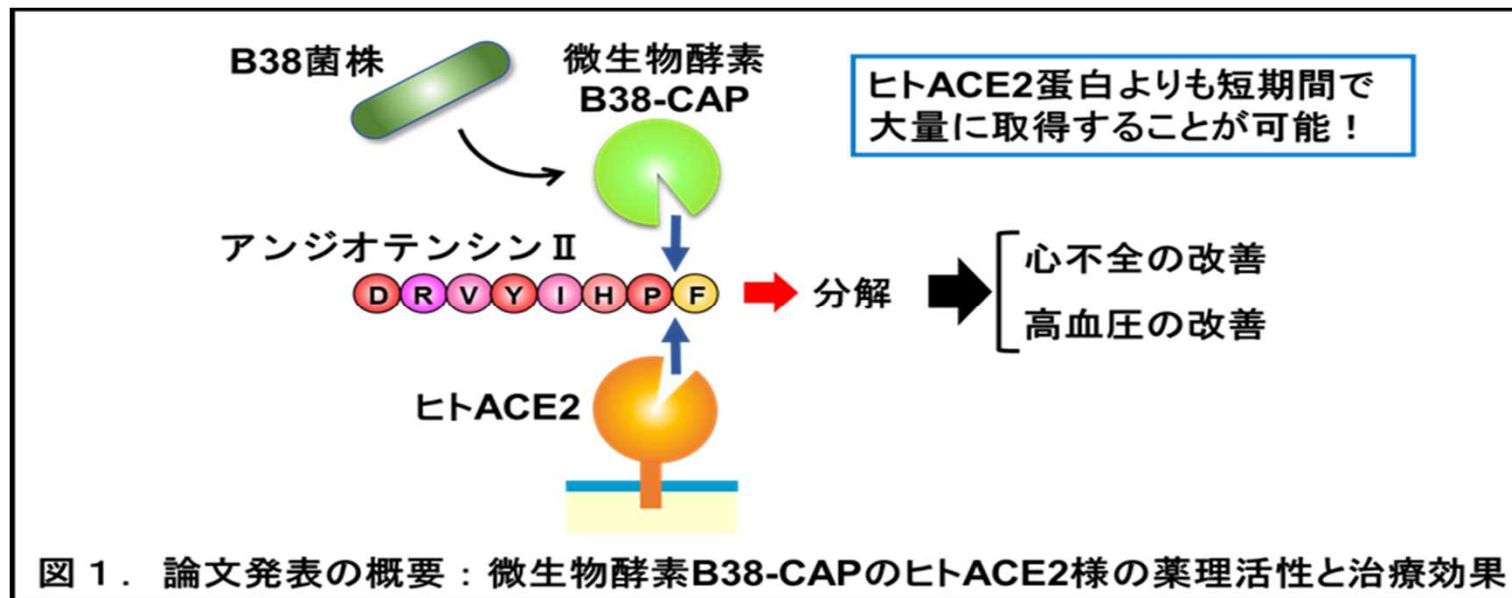 B38菌株
微生物酵素
B38-CAP
ヒトACE2蛋白よりも短期間で
大量に取得することが可能！
アンジオテンシンⅡ
D R V Y I H P F
分解
心不全の改善
高血圧の改善
ヒトACE2
図１．論文発表の概要：微生物酵素B38-CAPのヒトACE2様の薬理活性と治療効果